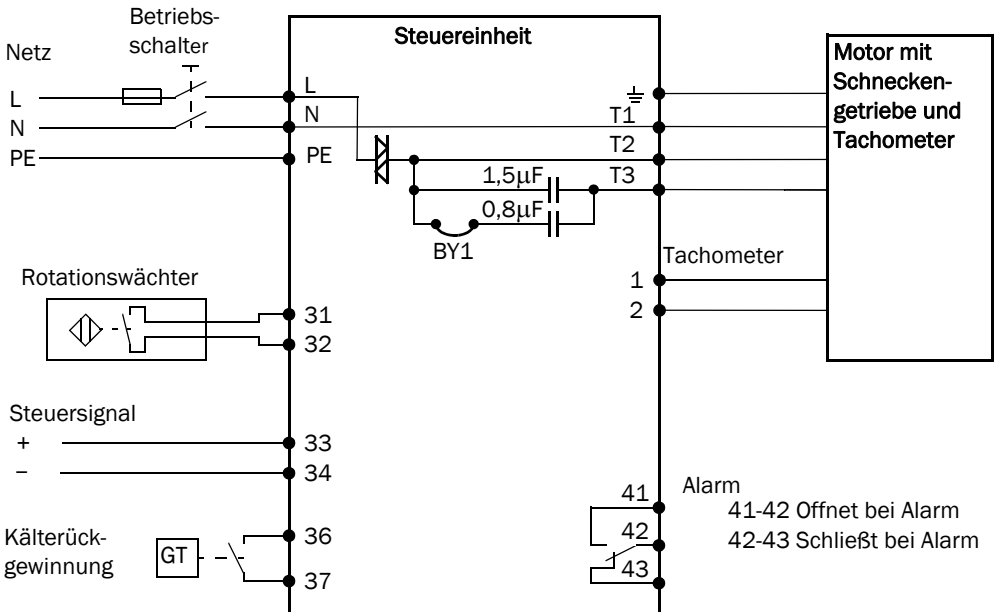 Betriebs-
schalter
Netz
L
N
PE
Steuereinheit
L
N
PE
1,5μF
0,8μF
BY1
T1
T2
T3
Motor mit
Schnecken-
getriebe und
Tachometer
Tachometer
1
2
Rotationswächter
31
32
Steuersignal
+
–
33
34
Kälterück-
gewinnung
GT
36
37
41
42
43
Alarm
41-42 Offnet bei Alarm
42-43 Schließt bei Alarm